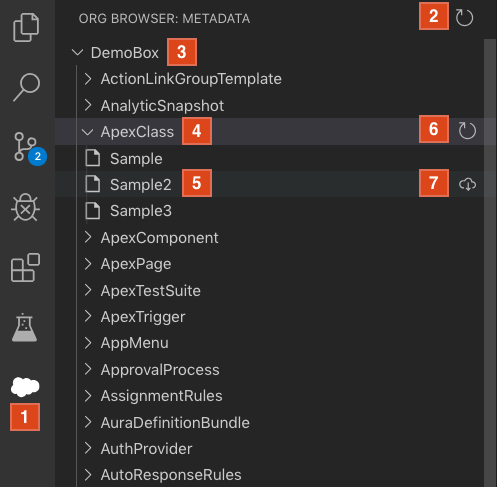 ORG BROWSER: METADATA 2
DemoBox 3
ActionLinkGroupTemplate
AnalyticSnapshot
ApexClass 4 6
Sample
2
Sample2 5 7
Sample3
ApexComponent
ApexPage
ApexTestSuite
ApexTrigger
AppMenu
ApprovalProcess
AssignmentRules
1
AuraDefinitionBundle
AuthProvider
AutoResponseRules